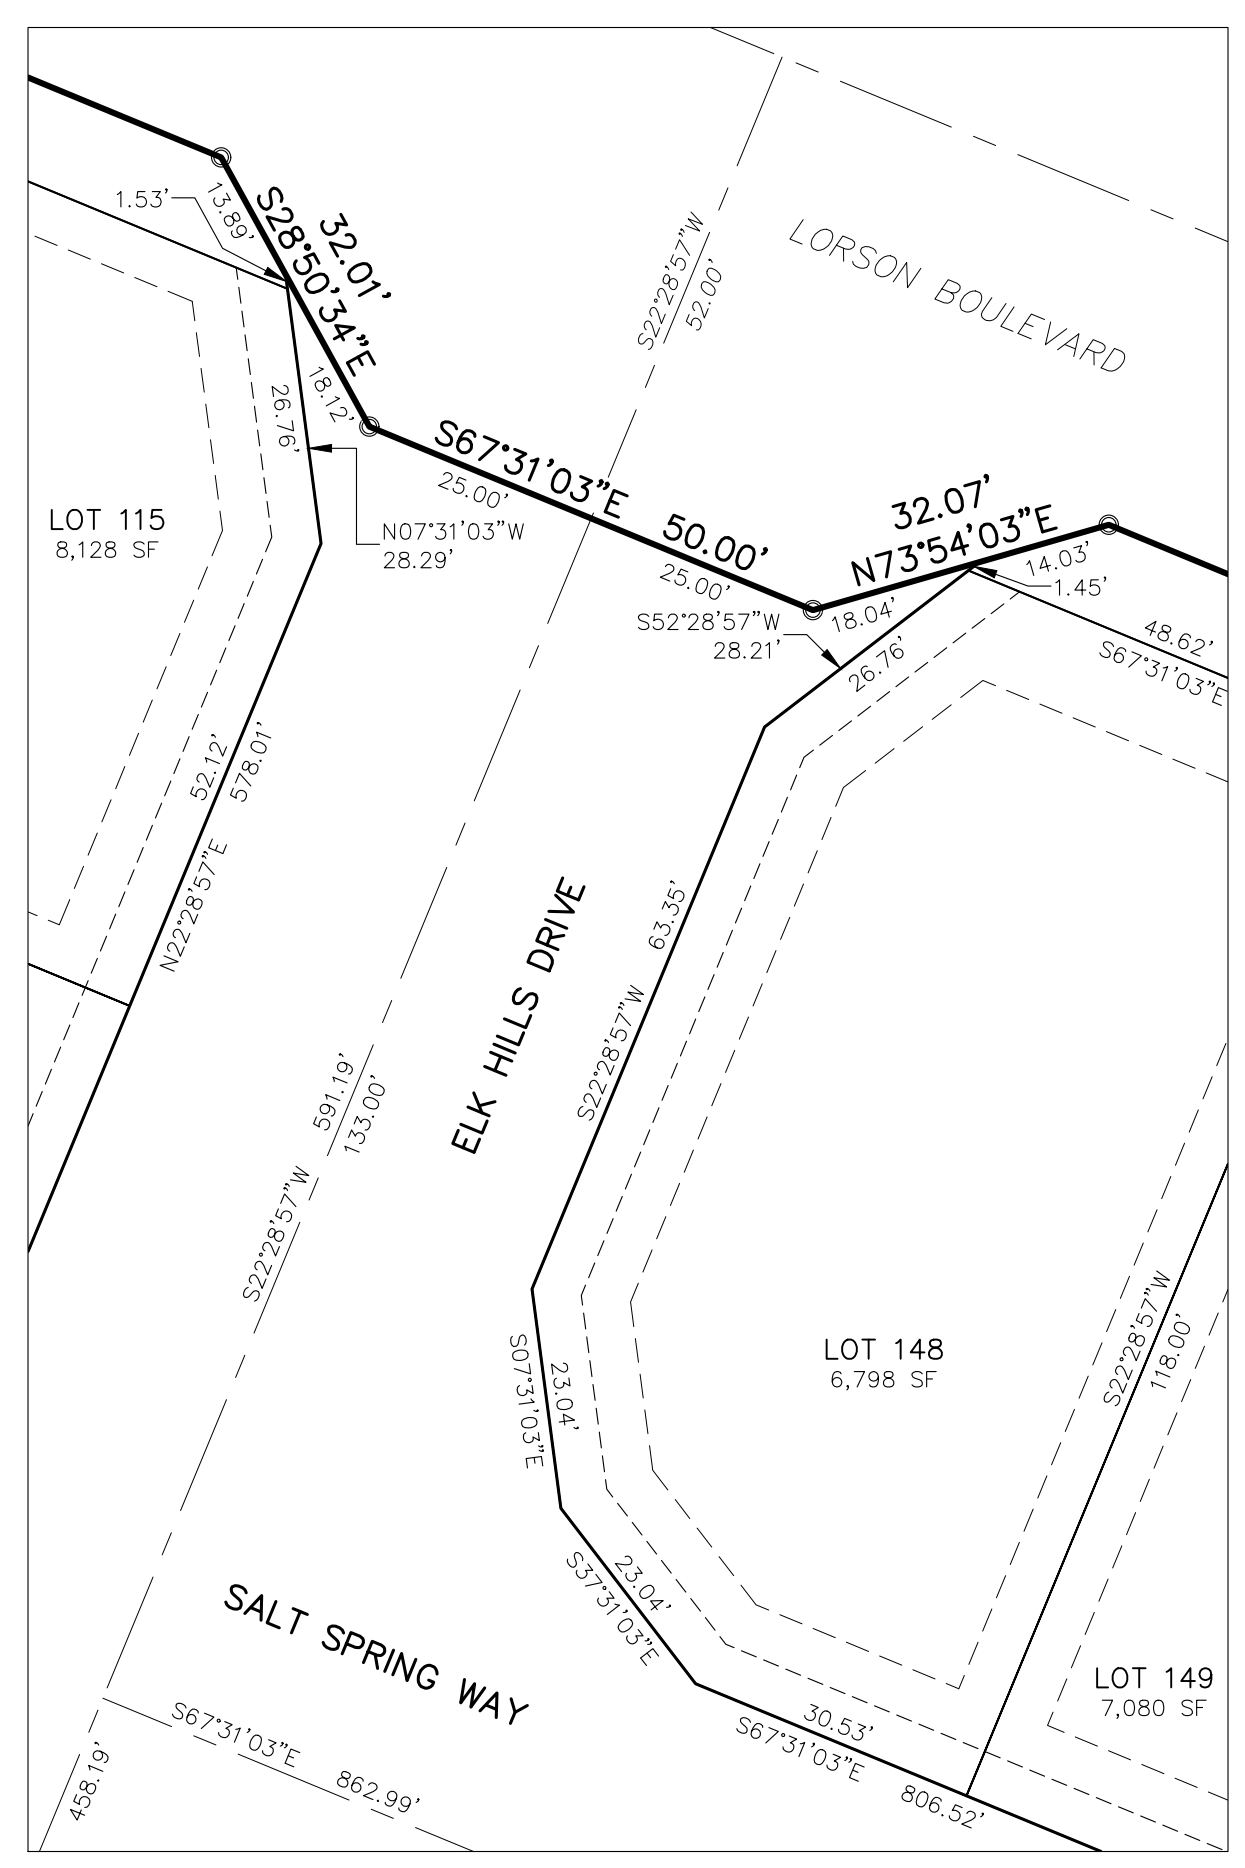 1.53’
13.89’
S28°50’34”E
32.01’
18.12’
26.76’
S22°28’57”W
52.00’
LORSON BOULEVARD
S67°31’03”E
50.00’
25.00’
25.00’
N07°31’03”W
28.29’
LOT 115
8,128 SF
32.07’
N73°54’03”E
14.03’
1.45’
18.04’
S52°28’57”W
28.21’
26.76’
48.62’
S67°31’03”E
52.12’
578.01’
N22°28’57”E
63.35’
S22°28’57”W
ELK HILLS DRIVE
591.19’
133.00’
S22°28’57”W
S07°31’03”E
23.04’
LOT 148
6,798 SF
S22°28’57”W
118.00’
23.04’
S37°31’03”E
SALT SPRING WAY
LOT 149
7,080 SF
30.53’
S67°31’03”E
806.52’
S67°31’03”E
862.99’
458.19’